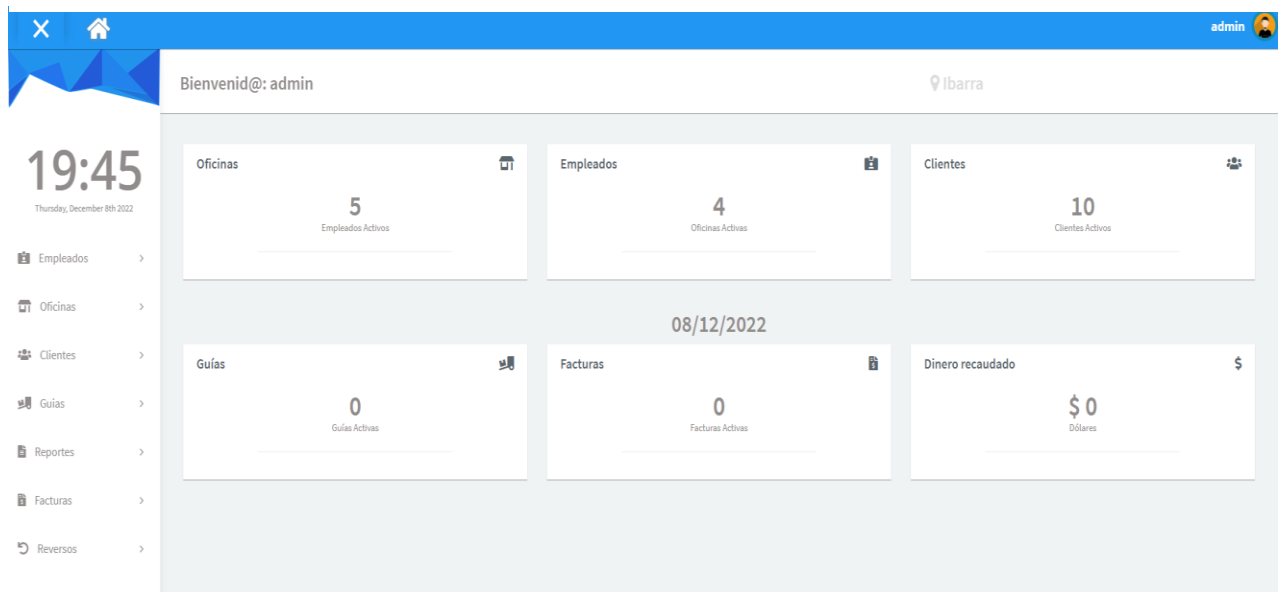 admin
Bienvenid@: admin
Ibarra
19:45
Thursday, December 8th 2022
Empleados
Oficinas
Clientes
Guías
Reportes
Facturas
Reversos
Oficinas
5
Empleados Activos
Empleados
4
Oficinas Activas
Clientes
10
Clientes Activos
08/12/2022
Guías
0
Guías Activas
Facturas
0
Facturas Activas
Dinero recaudado
$
$ 0
Dólares